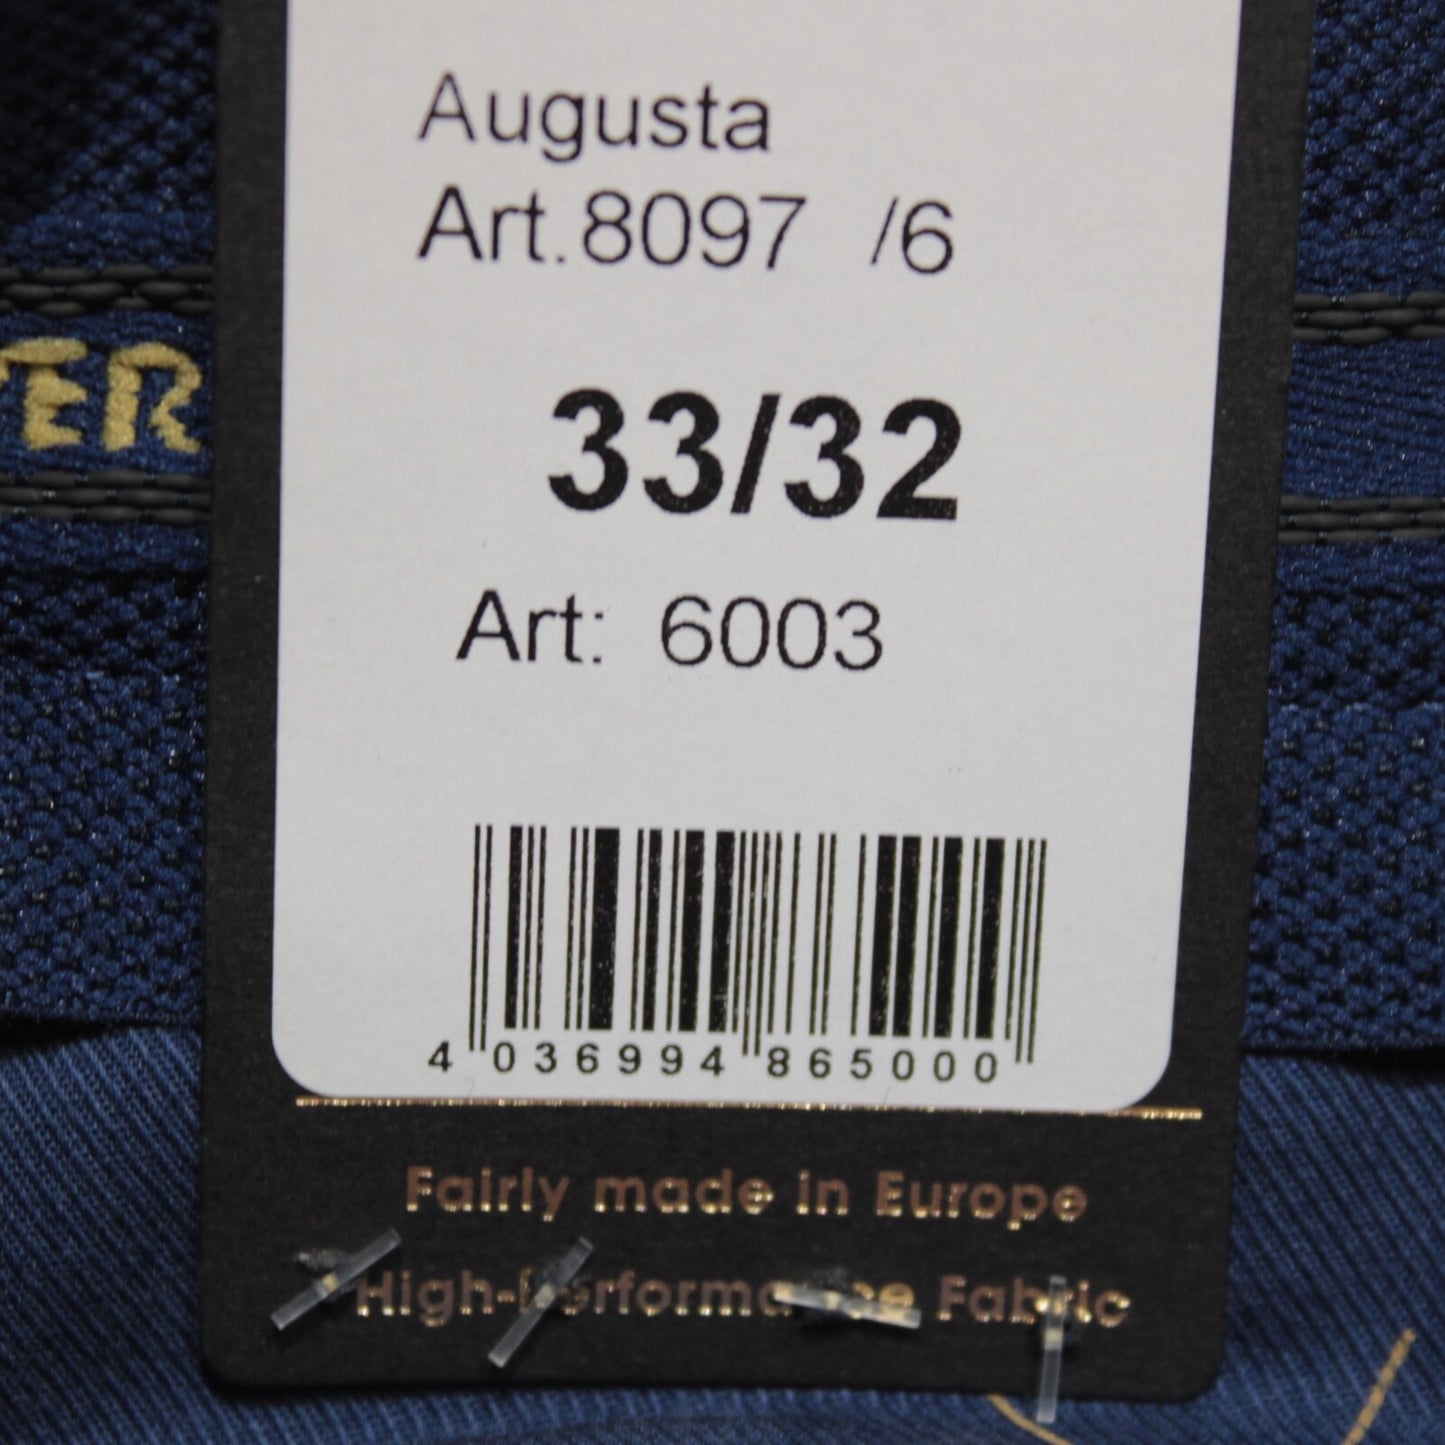 Augusta
Art.8097 /6
33/32
Art: 6003
4 036994 865000
Fairly made in Europe
High-Performance Fabric